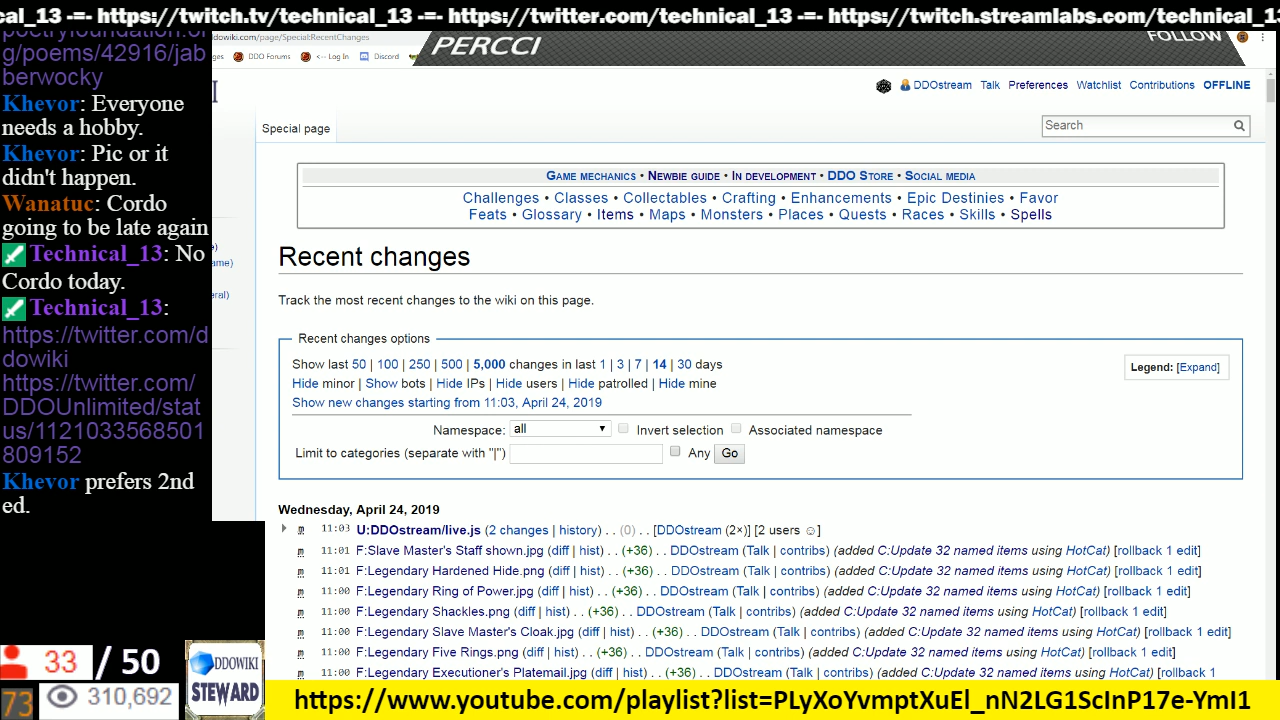 cal_13 -=- https://twitch.tv/technical_13 -=- https://twitter.com/technical_13 -=- https://twitch.streamlabs.com/technical_13
poetryfoundation.or
g/poems/42916/jab
berwocky
Khevor: Everyone
needs a hobby.
Khevor: Pic or it
didn't happen.
Wanatuc: Cordo
going to be late again
Technical_13: No
Cordo today.
Technical_13:
https://twitter.com/d
dowiki
https://twitter.com/
DDOUnlimited/stat
us/1121033568501
809152
Khevor prefers 2nd
ed.
dowiki.com/page/Special:RecentChanges
ges DDO Forums <-- Log In Discord
PERCCI
FOLLOW
DDOstream Talk Preferences Watchlist Contributions OFFLINE
Special page
Search
GAME MECHANICS • NEWBIE GUIDE • IN DEVELOPMENT • DDO STORE • SOCIAL MEDIA
Challenges • Classes • Collectables • Crafting • Enhancements • Epic Destinies • Favor
Feats • Glossary • Items • Maps • Monsters • Places • Quests • Races • Skills • Spells
Recent changes
Track the most recent changes to the wiki on this page.
Recent changes options
Show last 50 | 100 | 250 | 500 | 5,000 changes in last 1 | 3 | 7 | 14 | 30 days
Hide minor | Show bots | Hide IPs | Hide users | Hide patrolled | Hide mine
Show new changes starting from 11:03, April 24, 2019
Legend: [Expand]
Namespace: all Invert selection Associated namespace
Limit to categories (separate with "|") Any Go
Wednesday, April 24, 2019
m 11:03 U:DDOstream/live.js (2 changes | history) . . (0) . . [DDOstream (2×)] [2 users ☺]
m 11:01 F:Slave Master's Staff shown.jpg (diff | hist) . . (+36) . . DDOstream (Talk | contribs) (added C:Update 32 named items using HotCat) [rollback 1 edit]
m 11:01 F:Legendary Hardened Hide.png (diff | hist) . . (+36) . . DDOstream (Talk | contribs) (added C:Update 32 named items using HotCat) [rollback 1 edit]
m 11:00 F:Legendary Ring of Power.jpg (diff | hist) . . (+36) . . DDOstream (Talk | contribs) (added C:Update 32 named items using HotCat) [rollback 1 edit]
m 11:00 F:Legendary Shackles.png (diff | hist) . . (+36) . . DDOstream (Talk | contribs) (added C:Update 32 named items using HotCat) [rollback 1 edit]
m 11:00 F:Legendary Slave Master's Cloak.jpg (diff | hist) . . (+36) . . DDOstream (Talk | contribs) (added C:Update 32 named items using HotCat) [rollback 1 edit]
m 11:00 F:Legendary Five Rings.png (diff | hist) . . (+36) . . DDOstream (Talk | contribs) (added C:Update 32 named items using HotCat) [rollback 1 edit]
m 11:00 F:Legendary Executioner's Platemail.jpg (diff | hist) . . (+36) . . DDOstream (Talk | contribs) (added C:Update 32 named items using HotCat) [rollback 1
ame)
eral)
33 / 50
73 310,692
DDOWIKI
STEWARD
https://www.youtube.com/playlist?list=PLyXoYvmptXuEl_nN2LG1ScInP17e-YmI1